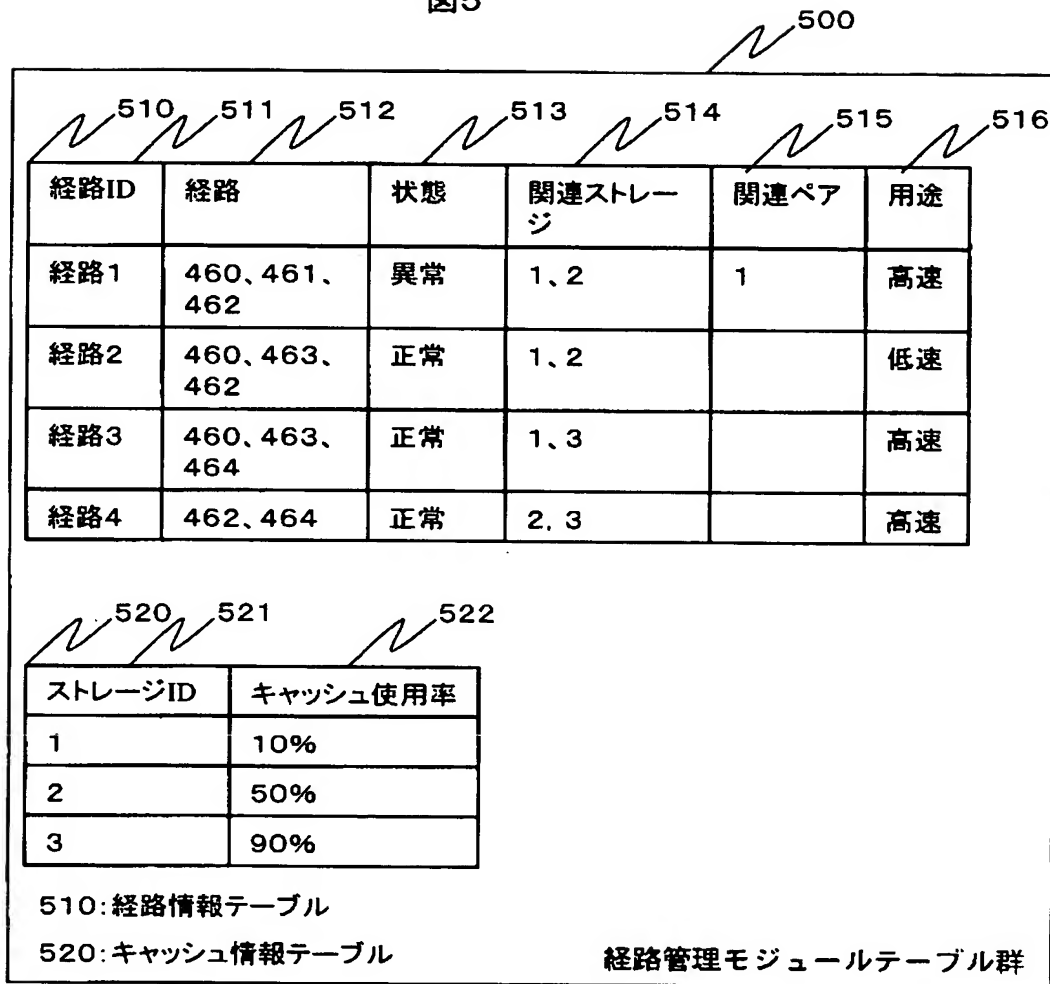 図5
500
510 511 512 513 514 515 516
経路ID 経路 状態 関連ストレー 関連ペア 用途
ジ
経路1 460、461、 異常 1、2 1 高速
462
経路2 460、463、 正常 1、2 低速
462
経路3 460、463、 正常 1、3 高速
464
経路4 462、464 正常 2, 3 高速
520 521 522
ストレージID キャッシュ使用率
1 10%
2 50%
3 90%
510:経路情報テーブル
520:キャッシュ情報テーブル 経路管理モジュールテーブル群